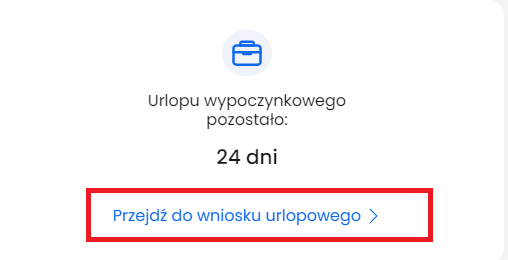 Urlopu wypoczynkowego
pozostało:
24 dni
Przejdź do wniosku urlopowego